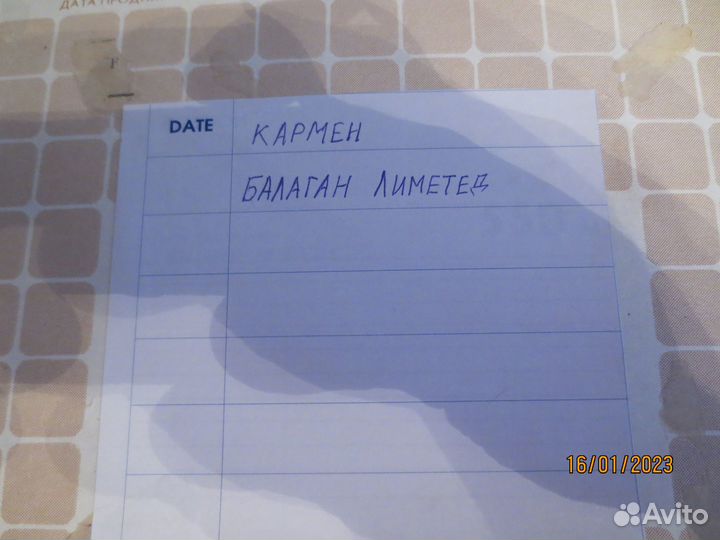 F
DATE КАРМЕН
БАЛАГАН ЛИМЕТЕД
16/01/2023
Avito